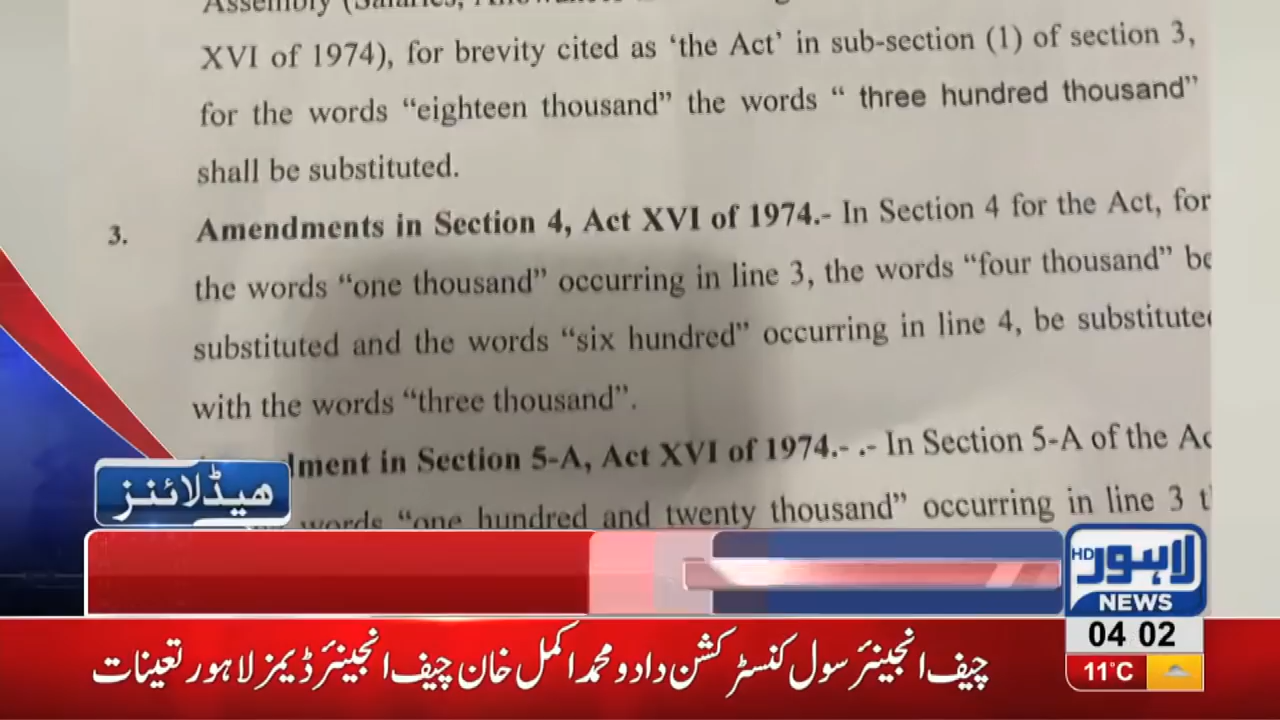 Assembly (Salaries, Allowances
XVI of 1974), for brevity cited as ‘the Act’ in sub-section (1) of section 3,
for the words “eighteen thousand” the words “ three hundred thousand”
shall be substituted.
3. Amendments in Section 4, Act XVI of 1974.- In Section 4 for the Act, for
the words “one thousand” occurring in line 3, the words “four thousand” be
substituted and the words “six hundred” occurring in line 4, be substituted
with the words “three thousand”.
lment in Section 5-A, Act XVI of 1974.-.- In Section 5-A of the Ac
words “one hundred and twenty thousand” occurring in line 3 t
ہیڈلائنز
HD لاہور
NEWS
04 02
11°C
چیف انجینئر سول کنسٹرکشن دادو محمد اکمل خان چیف انجینئر ڈیمز لاہور تعینات